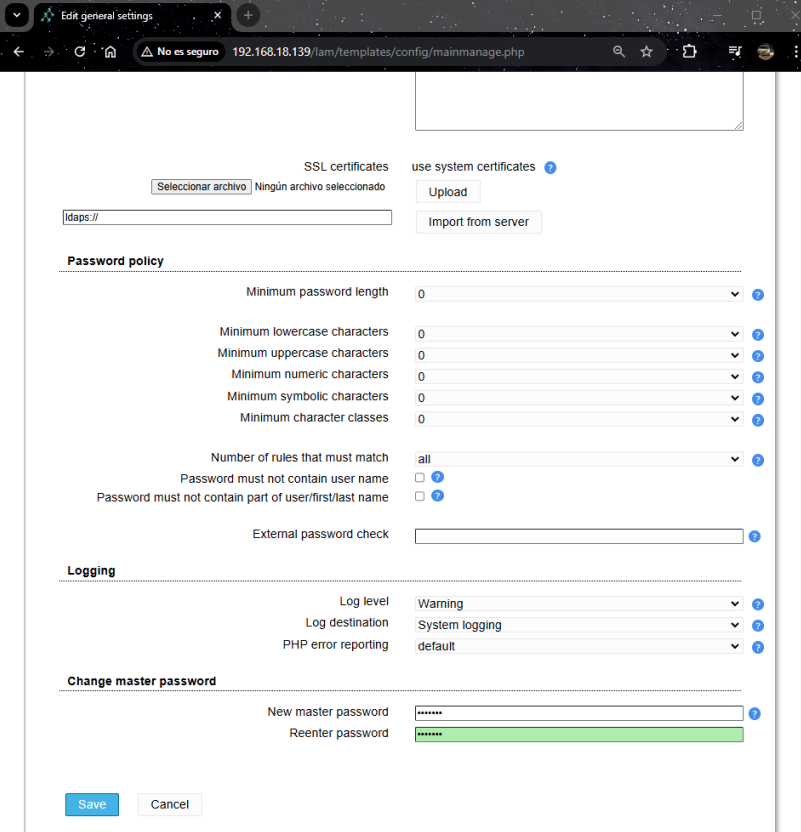 Edit general settings
No es seguro 192.168.18.139/lam/templates/config/mainmanage.php
SSL certificates use system certificates ?
Seleccionar archivo Ningún archivo seleccionado Upload
ldaps:// Import from server
Password policy
Minimum password length 0 ?
Minimum lowercase characters 0 ?
Minimum uppercase characters 0 ?
Minimum numeric characters 0 ?
Minimum symbolic characters 0 ?
Minimum character classes 0 ?
Number of rules that must match all ?
Password must not contain user name ?
Password must not contain part of user/first/last name ?
External password check ?
Logging
Log level Warning ?
Log destination System logging ?
PHP error reporting default ?
Change master password
New master password ••••••• ?
Reenter password •••••••
Save Cancel